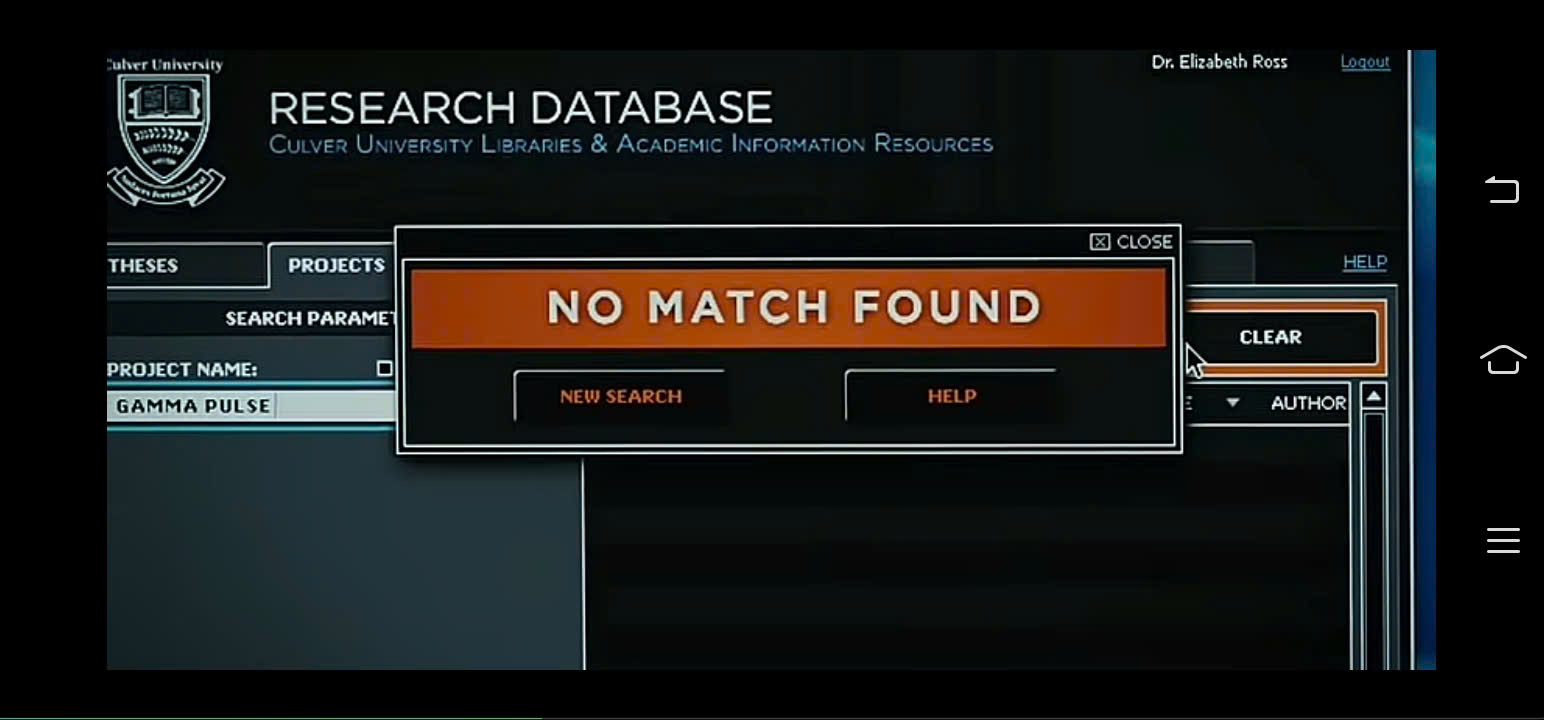 Culver University
Dr. Elizabeth Ross
Logout
RESEARCH DATABASE
CULVER UNIVERSITY LIBRARIES & ACADEMIC INFORMATION RESOURCES
CLOSE
THESES
PROJECTS
HELP
NO MATCH FOUND
SEARCH PARAMET
CLEAR
PROJECT NAME:
NEW SEARCH
HELP
GAMMA PULSE
E
AUTHOR